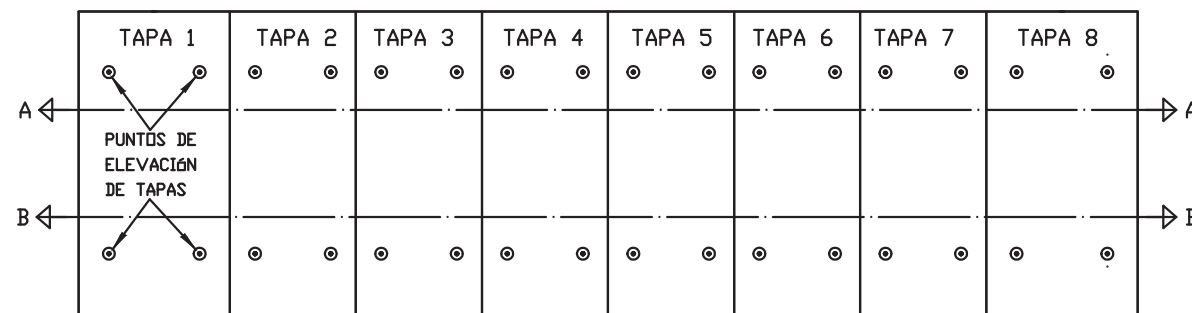 TAPA 1 TAPA 2 TAPA 3 TAPA 4 TAPA 5 TAPA 6 TAPA 7 TAPA 8
A A
PUNTOS DE
ELEVACIÓN
DE TAPAS
B